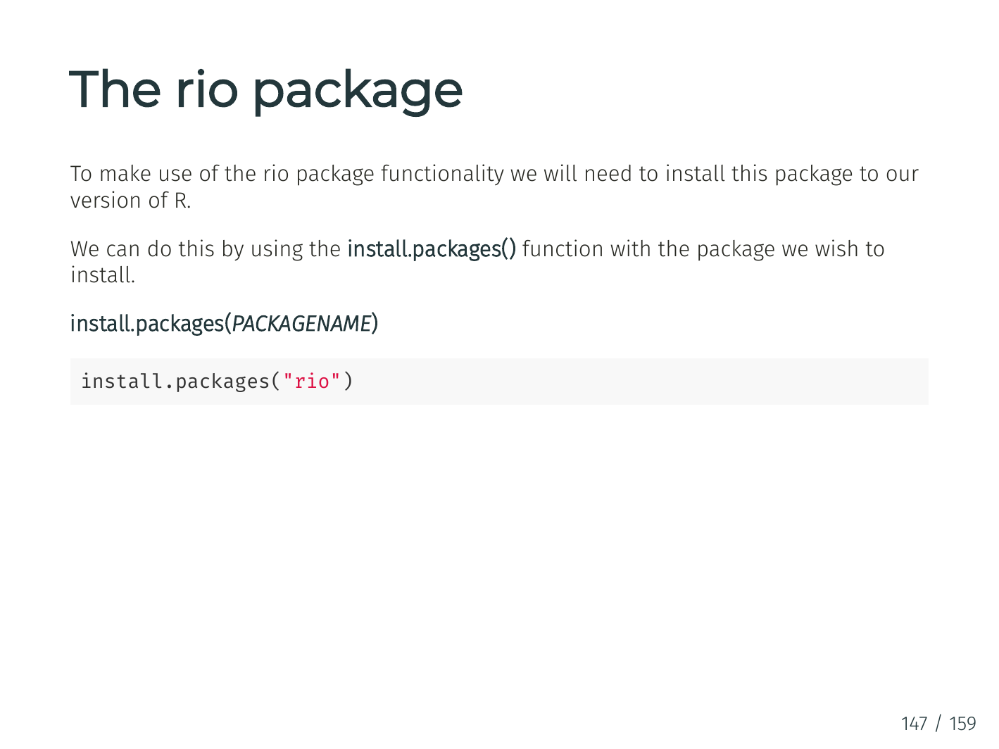 The rio package
To make use of the rio package functionality we will need to install this package to our
version of R.
We can do this by using the install.packages() function with the package we wish to
install.
install.packages(PACKAGENAME)
install.packages("rio")
147 / 159